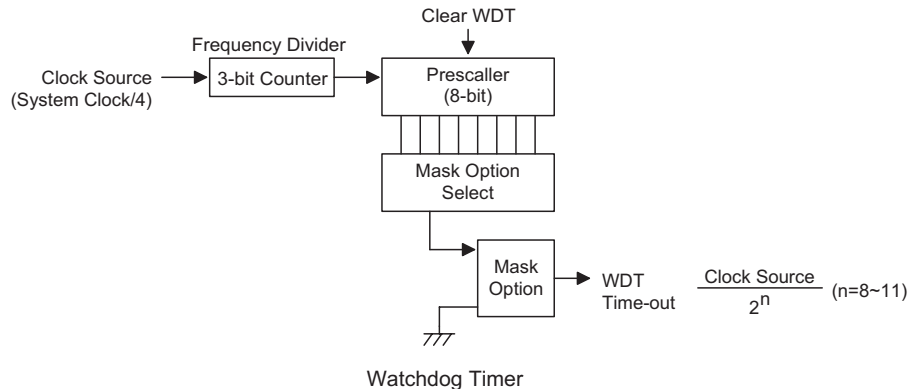 Clear WDT
Frequency Divider
Clock Source
(System Clock/4)
3-bit Counter
Prescaller
(8-bit)
Mask Option
Select
Mask
Option
WDT
Time-out
Clock Source
2^n
(n=8~11)
Watchdog Timer